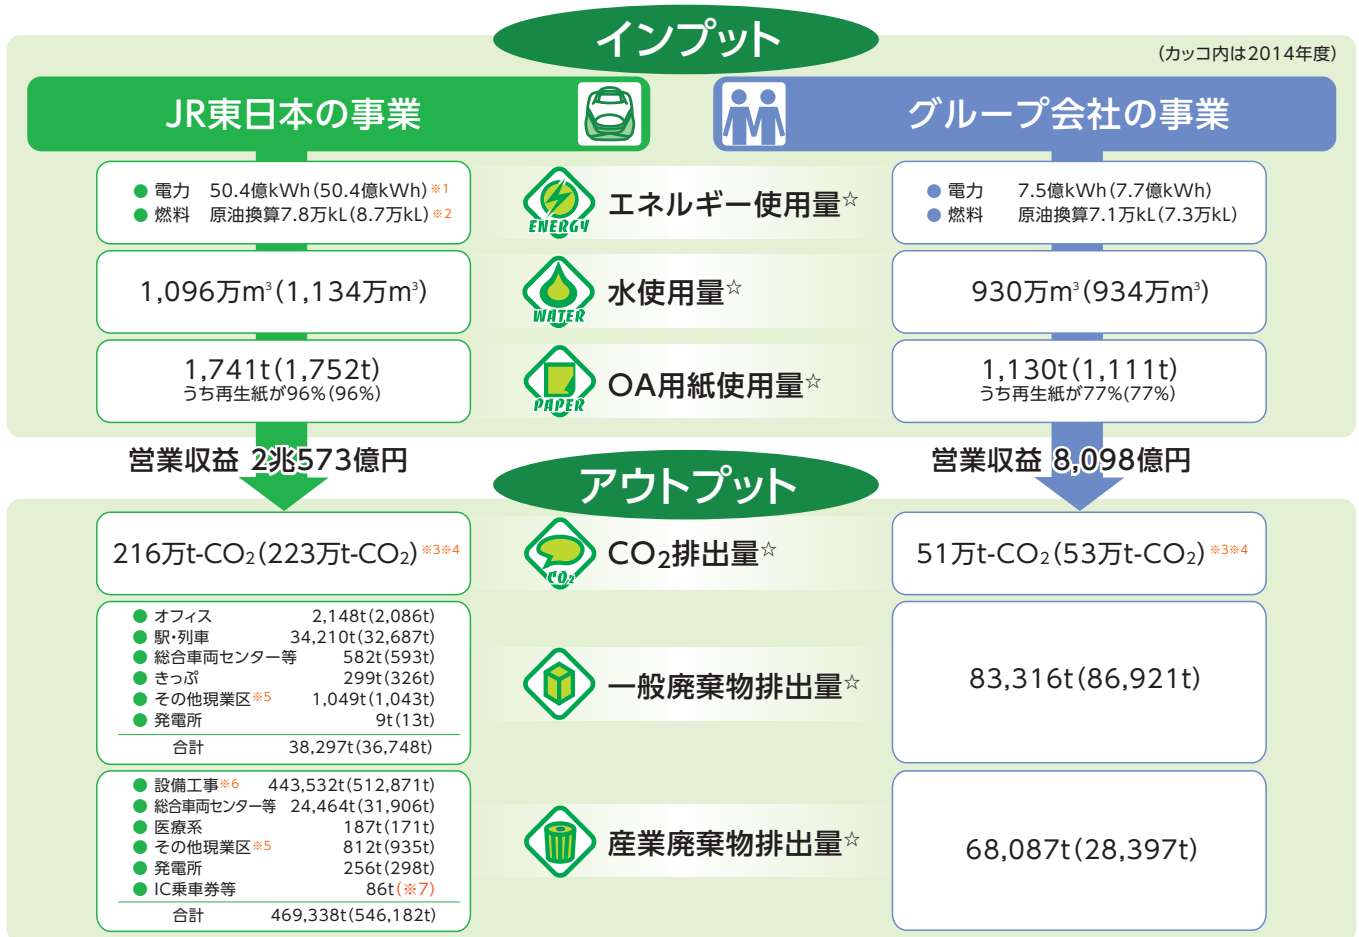 インプット
(カッコ内は2014年度)
JR東日本の事業
グループ会社の事業
● 電力 50.4億kWh(50.4億kWh)※1
● 燃料 原油換算7.8万kL(8.7万kL)※2
ENERGY
エネルギー使用量☆
● 電力 7.5億kWh(7.7億kWh)
● 燃料 原油換算7.1万kL(7.3万kL)
1,096万m³(1,134万m³)
WATER
水使用量☆
930万m³(934万m³)
1,741t(1,752t)
うち再生紙が96%(96%)
PAPER
OA用紙使用量☆
1,130t(1,111t)
うち再生紙が77%(77%)
営業収益 2兆573億円
営業収益 8,098億円
アウトプット
216万t-CO₂(223万t-CO₂)※3※4
CO₂
CO₂排出量☆
51万t-CO₂(53万t-CO₂)※3※4
● オフィス 2,148t(2,086t)
● 駅・列車 34,210t(32,687t)
● 総合車両センター等 582t(593t)
● きっぷ 299t(326t)
● その他現業区※5 1,049t(1,043t)
● 発電所 9t(13t)
合計 38,297t(36,748t)
一般廃棄物排出量☆
83,316t(86,921t)
● 設備工事※6 443,532t(512,871t)
● 総合車両センター等 24,464t(31,906t)
● 医療系 187t(171t)
● その他現業区※5 812t(935t)
● 発電所 256t(298t)
● IC乗車券等 86t(※7)
合計 469,338t(546,182t)
産業廃棄物排出量☆
68,087t(28,397t)